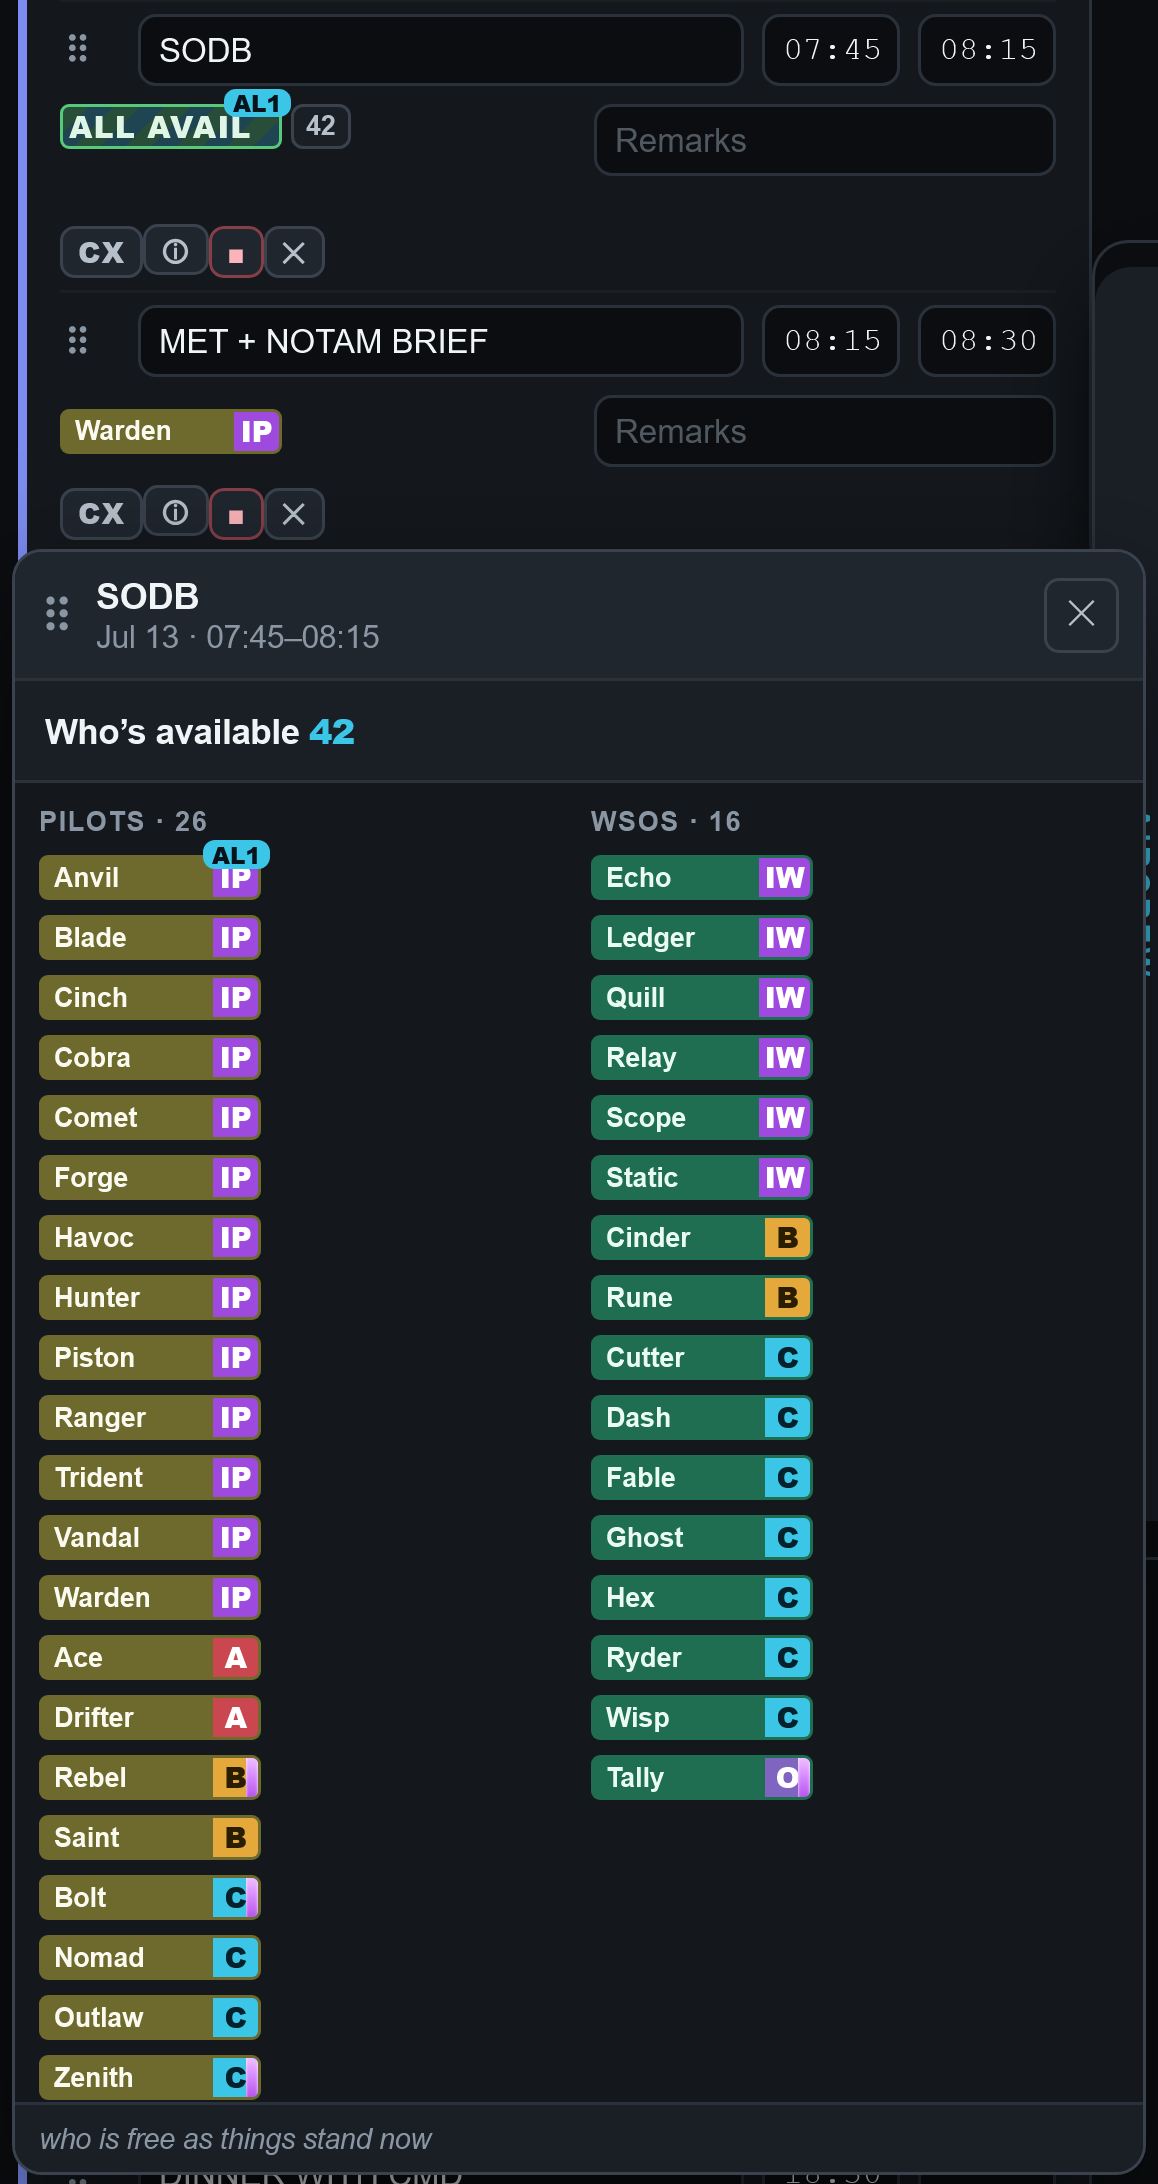 SODB 07:45 08:15
AL1
ALL AVAIL 42 Remarks
CX
MET + NOTAM BRIEF 08:15 08:30
Warden IP Remarks
CX
SODB
Jul 13 · 07:45–08:15
Who’s available 42
PILOTS · 26
AL1
Anvil IP
Blade IP
Cinch IP
Cobra IP
Comet IP
Forge IP
Havoc IP
Hunter IP
Piston IP
Ranger IP
Trident IP
Vandal IP
Warden IP
Ace A
Drifter A
Rebel B
Saint B
Bolt C
Nomad C
Outlaw C
Zenith C
WSOS · 16
Echo IW
Ledger IW
Quill IW
Relay IW
Scope IW
Static IW
Cinder B
Rune B
Cutter C
Dash C
Fable C
Ghost C
Hex C
Ryder C
Wisp C
Tally O
who is free as things stand now
DINNER WITH CMD